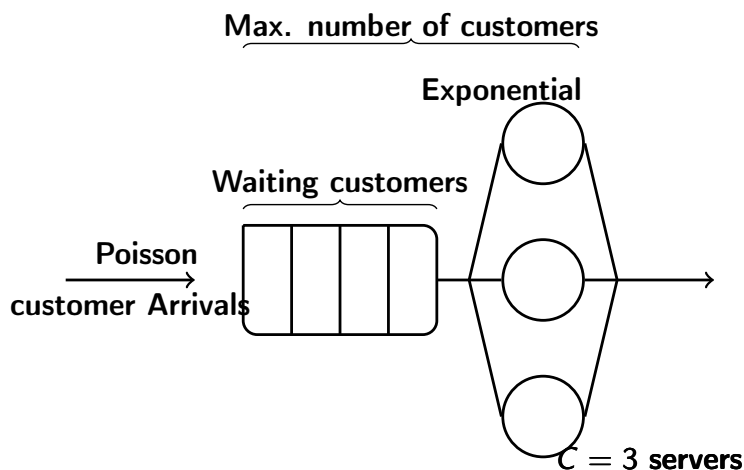 Max. number of customers
Exponential
Waiting customers
Poisson
customer Arrivals
C = 3 servers